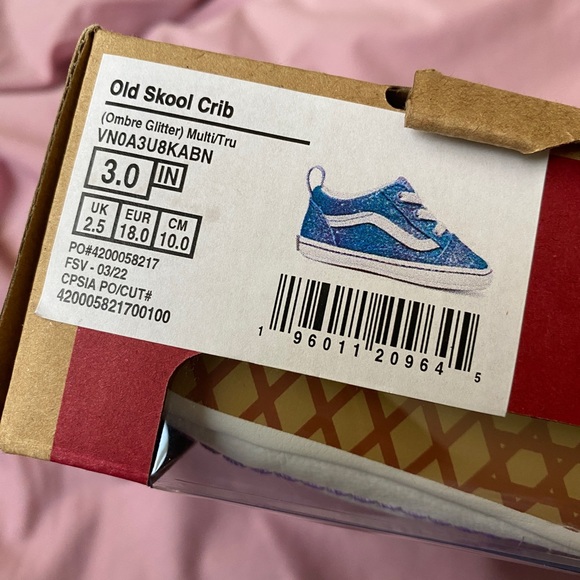 Old Skool Crib
(Ombre Glitter) Multi/Tru
VN0A3U8KABN
3.0 IN
UK EUR CM
2.5 18.0 10.0
PO#4200058217
FSV - 03/22
CPSIA PO/CUT#
420005821700100
1 96011 20964 5